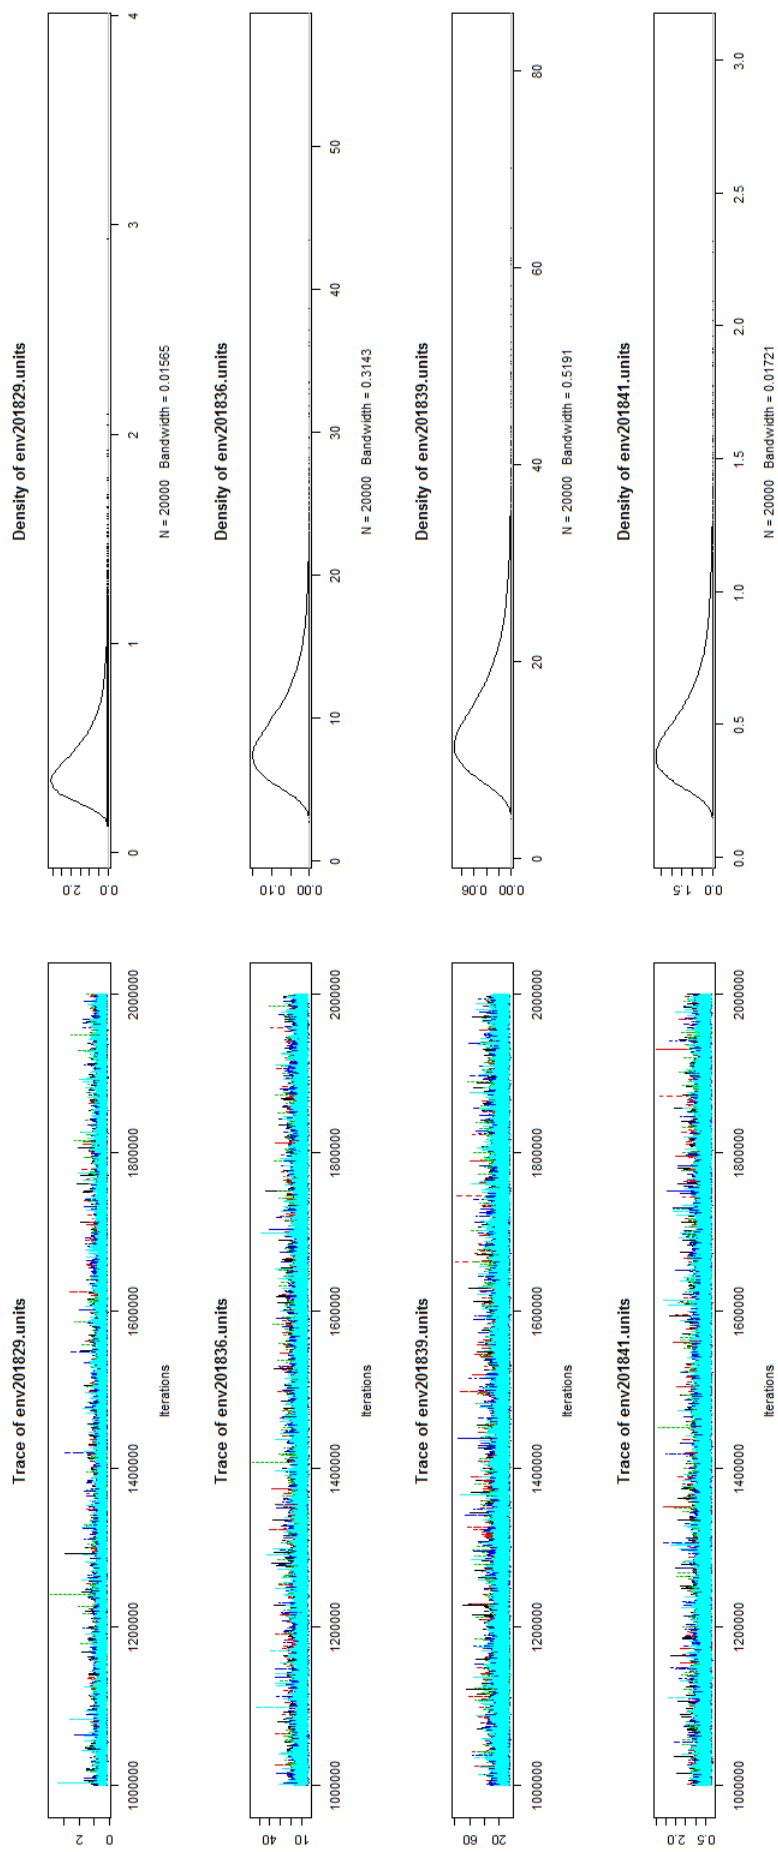 Trace of env201829.units
2
0
1000000 1200000 1400000 1600000 1800000 2000000
Iterations
Density of env201829.units
2.0
0.0
0 1 2 3 4
N = 20000 Bandwidth = 0.01565
Trace of env201836.units
40
10
1000000 1200000 1400000 1600000 1800000 2000000
Iterations
Density of env201836.units
0.10
0.00
0 10 20 30 40 50
N = 20000 Bandwidth = 0.3143
Trace of env201839.units
60
20
1000000 1200000 1400000 1600000 1800000 2000000
Iterations
Density of env201839.units
0.06
0.00
0 20 40 60 80
N = 20000 Bandwidth = 0.5191
Trace of env201841.units
2.0
0.5
1000000 1200000 1400000 1600000 1800000 2000000
Iterations
Density of env201841.units
1.5
0.0
0.0 0.5 1.0 1.5 2.0 2.5 3.0
N = 20000 Bandwidth = 0.01721